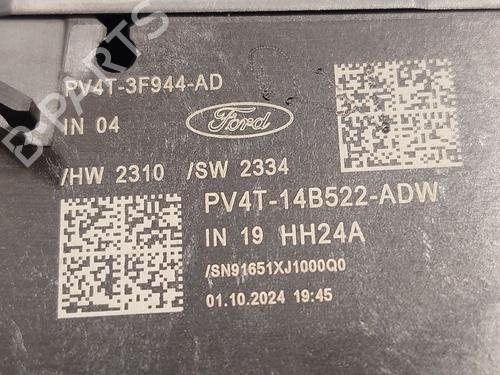 PV4T-3F944-AD
IN 04
Ford
/HW 2310 /SW 2334
PV4T-14B522-ADW
IN 19 HH24A
/SN91651XJ1000Q0
01.10.2024 19:45
B PARTS